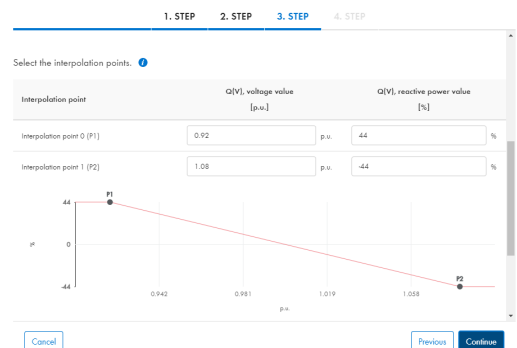 1. STEP 2. STEP 3. STEP 4. STEP
Select the interpolation points. i
Interpolation point Q(V), voltage value [p.u.] Q(V), reactive power value [%]
Interpolation point 0 (P1) 0.92 p.u. 44 %
Interpolation point 1 (P2) 1.08 p.u. -44 %
P1
44
%
0
P2
-44
0.942 0.981 1.019 1.058
p.u.
Cancel Previous Continue